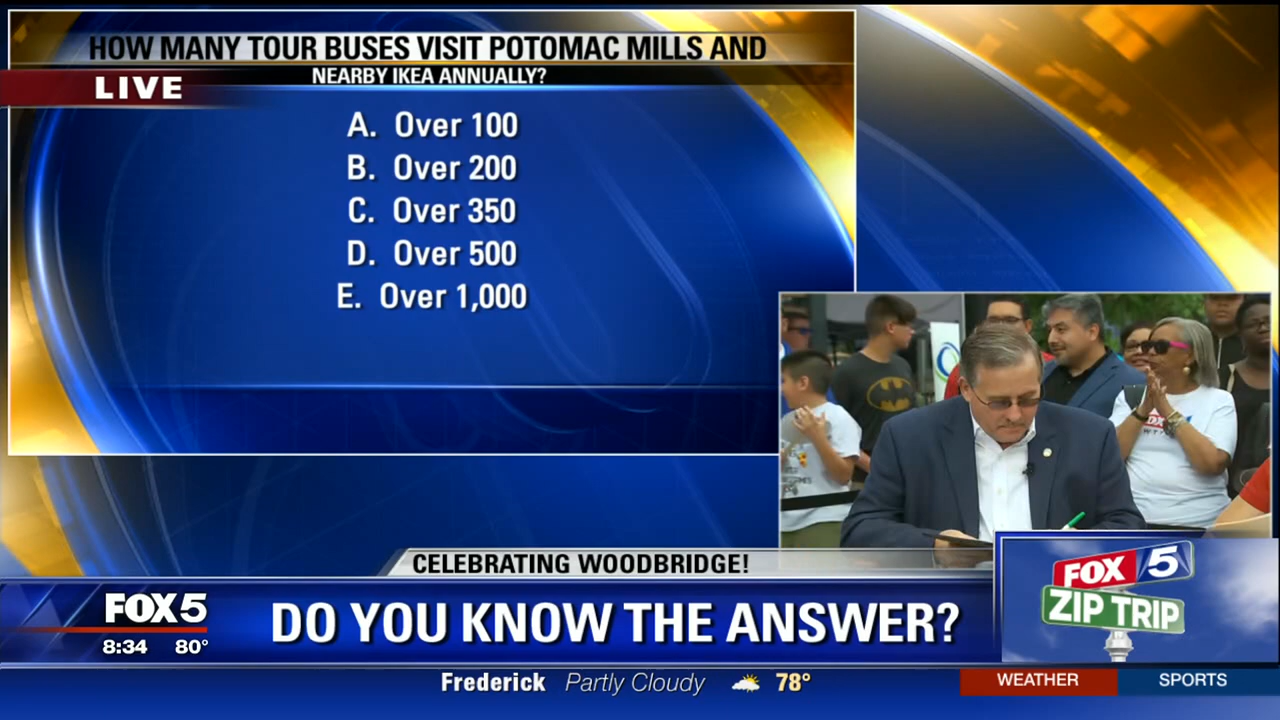 HOW MANY TOUR BUSES VISIT POTOMAC MILLS AND
NEARBY IKEA ANNUALLY?
LIVE
A. Over 100
B. Over 200
C. Over 350
D. Over 500
E. Over 1,000
CELEBRATING WOODBRIDGE!
FOX 5
DO YOU KNOW THE ANSWER?
8:34 80°
FOX 5
ZIP TRIP
Frederick Partly Cloudy 78°
WEATHER SPORTS